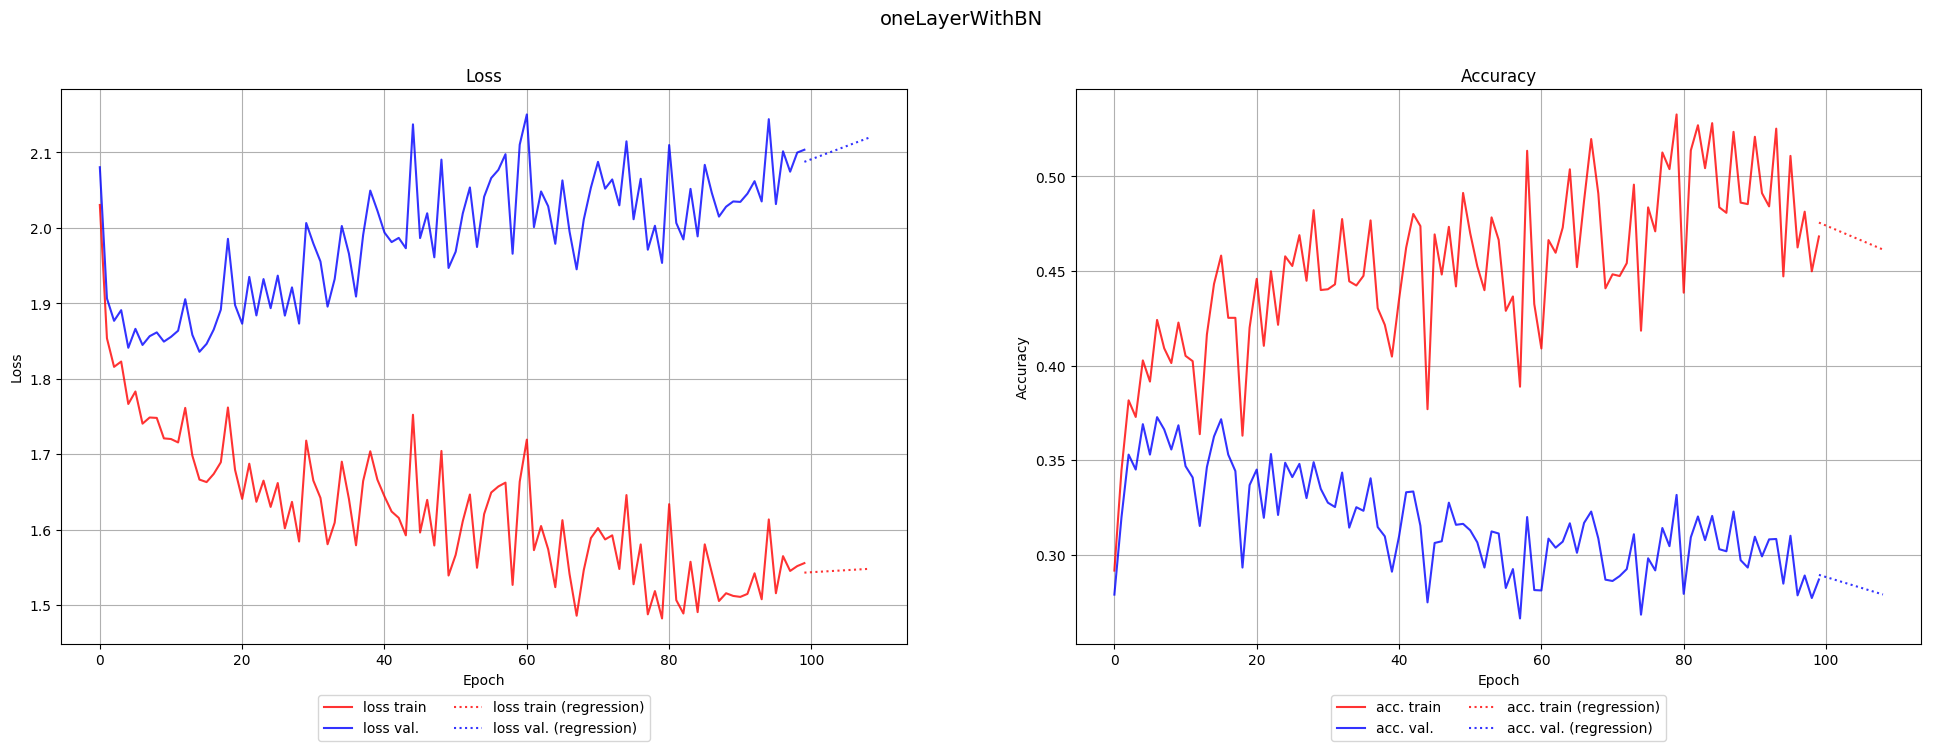 oneLayerWithBN
Loss
Loss
2.1
2.0
1.9
1.8
1.7
1.6
1.5
0 20 40 60 80 100
Epoch
loss train loss train (regression)
loss val. loss val. (regression)
Accuracy
Accuracy
0.50
0.45
0.40
0.35
0.30
0 20 40 60 80 100
Epoch
acc. train acc. train (regression)
acc. val. acc. val. (regression)